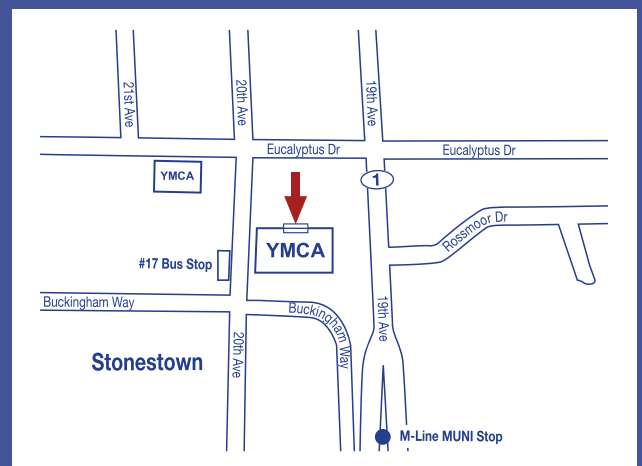 21st Ave
20th Ave
19th Ave
Eucalyptus Dr
Eucalyptus Dr
YMCA
1
Rossmoor Dr
YMCA
#17 Bus Stop
Buckingham Way
Buckingham Way
19th Ave
20th Ave
Stonestown
M-Line MUNI Stop